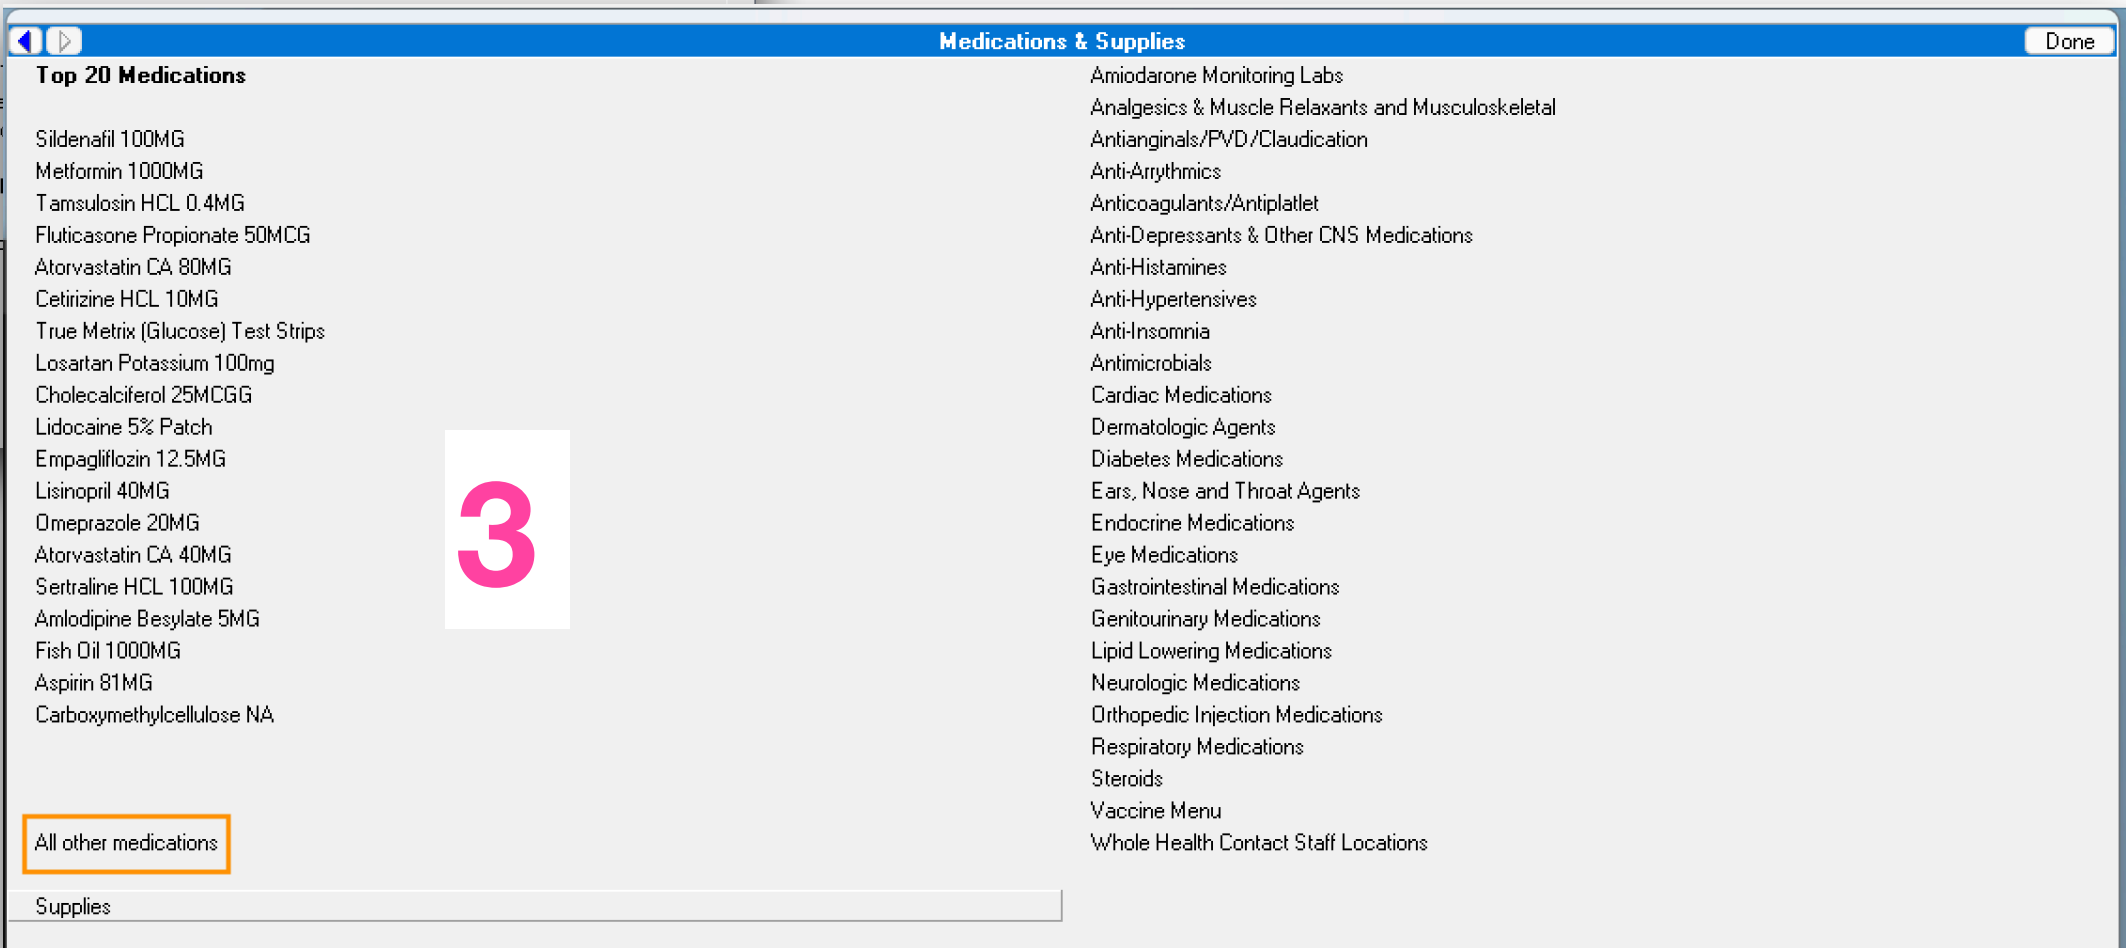 Medications & Supplies
Done
Top 20 Medications
Sildenafil 100MG
Metformin 1000MG
Tamsulosin HCL 0.4MG
Fluticasone Propionate 50MCG
Atorvastatin CA 80MG
Cetirizine HCL 10MG
True Metrix (Glucose) Test Strips
Losartan Potassium 100mg
Cholecalciferol 25MCGG
Lidocaine 5% Patch
Empagliflozin 12.5MG
Lisinopril 40MG
Omeprazole 20MG
Atorvastatin CA 40MG
Sertraline HCL 100MG
Amlodipine Besylate 5MG
Fish Oil 1000MG
Aspirin 81MG
Carboxymethylcellulose NA
3
All other medications
Supplies
Amiodarone Monitoring Labs
Analgesics & Muscle Relaxants and Musculoskeletal
Antianginals/PVD/Claudication
Anti-Arrythmics
Anticoagulants/Antiplatlet
Anti-Depressants & Other CNS Medications
Anti-Histamines
Anti-Hypertensives
Anti-Insomnia
Antimicrobials
Cardiac Medications
Dermatologic Agents
Diabetes Medications
Ears, Nose and Throat Agents
Endocrine Medications
Eye Medications
Gastrointestinal Medications
Genitourinary Medications
Lipid Lowering Medications
Neurologic Medications
Orthopedic Injection Medications
Respiratory Medications
Steroids
Vaccine Menu
Whole Health Contact Staff Locations